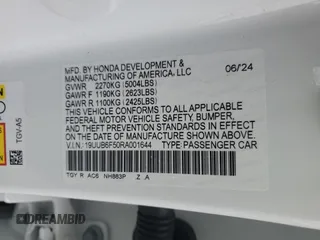 MFD. BY HONDA DEVELOPMENT &
MANUFACTURING OF AMERICA, LLC 06/24
GVWR 2270KG(5004LBS)
GAWR F 1190KG (2623LBS)
GAWR R 1100KG(2425LBS)
THIS VEHICLE CONFORMS TO ALL APPLICABLE
FEDERAL MOTOR VEHICLE SAFETY, BUMPER,
AND THEFT PREVENTION STANDARDS IN EFFECT
ON THE DATE OF MANUFACTURE SHOWN ABOVE.
V.I.N.: 19UUB6F50RA001644 TYPE:PASSENGER CAR
TGY R AC6 NH883P Z .A
TGV-A5
©IDREAMBID